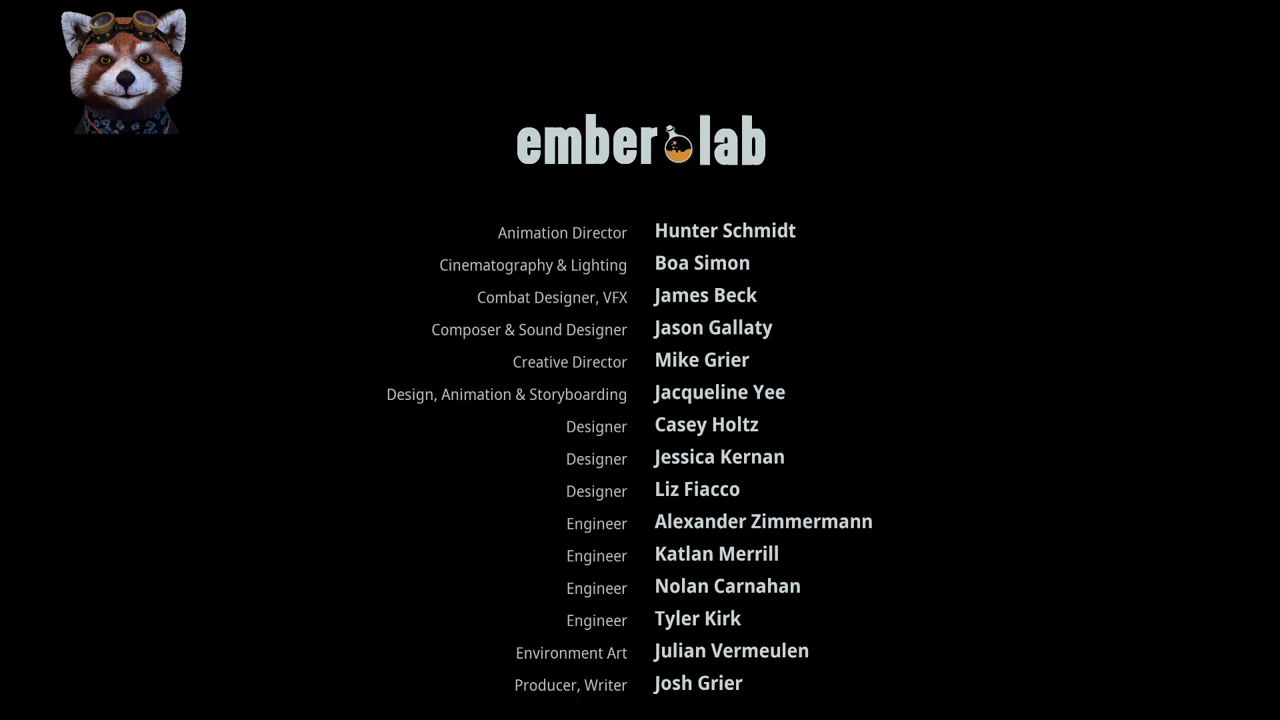 ember lab
Animation Director Hunter Schmidt
Cinematography & Lighting Boa Simon
Combat Designer, VFX James Beck
Composer & Sound Designer Jason Gallaty
Creative Director Mike Grier
Design, Animation & Storyboarding Jacqueline Yee
Designer Casey Holtz
Designer Jessica Kernan
Designer Liz Fiacco
Engineer Alexander Zimmermann
Engineer Katlan Merrill
Engineer Nolan Carnahan
Engineer Tyler Kirk
Environment Art Julian Vermeulen
Producer, Writer Josh Grier